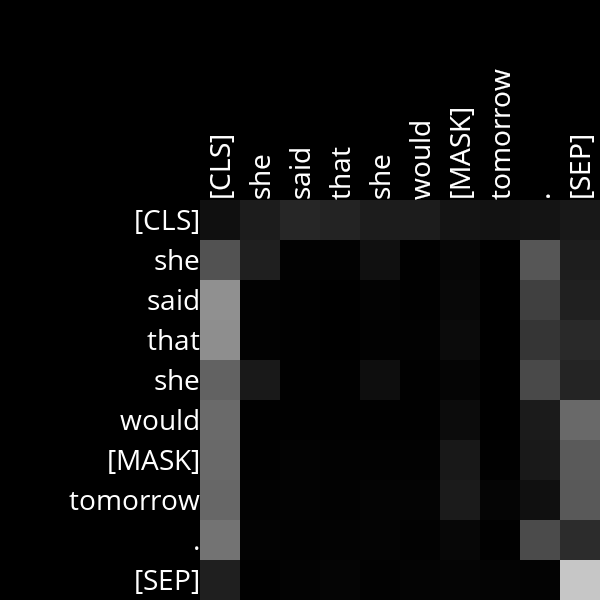 [CLS]
she
said
that
she
would
[MASK]
tomorrow
.
[SEP]
[CLS]
she
said
that
she
would
[MASK]
tomorrow
.
[SEP]